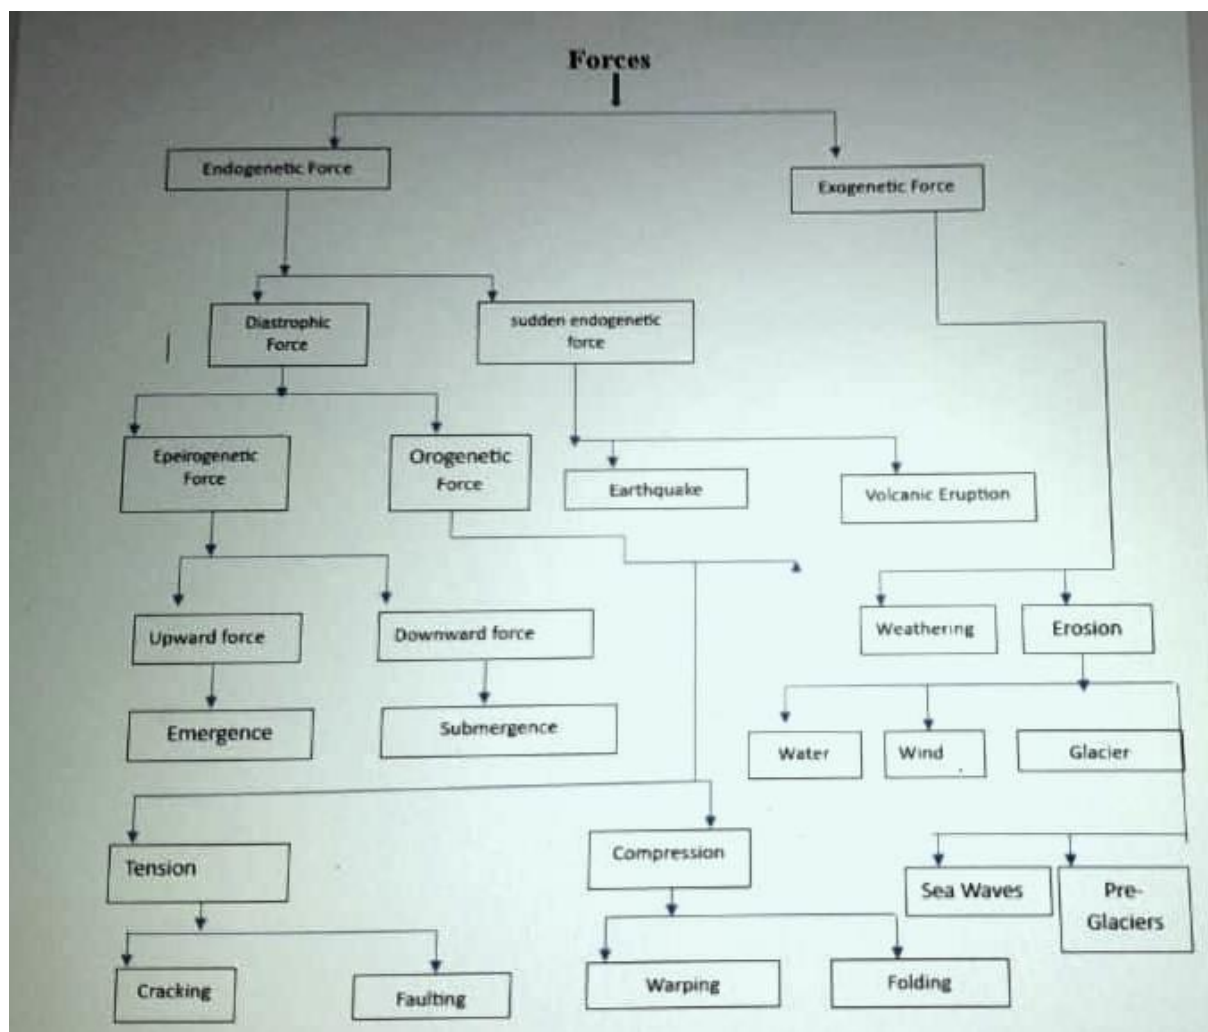 Forces
Endogenetic Force
Exogenetic Force
Diastrophic
Force
sudden endogenetic
force
Epeirogenetic
Force
Orogenetic
Force
Earthquake
Volcanic Eruption
Upward force
Downward force
Weathering
Erosion
Emergence
Submergence
Water
Wind
Glacier
Tension
Compression
Sea Waves
Pre-
Glaciers
Cracking
Faulting
Warping
Folding